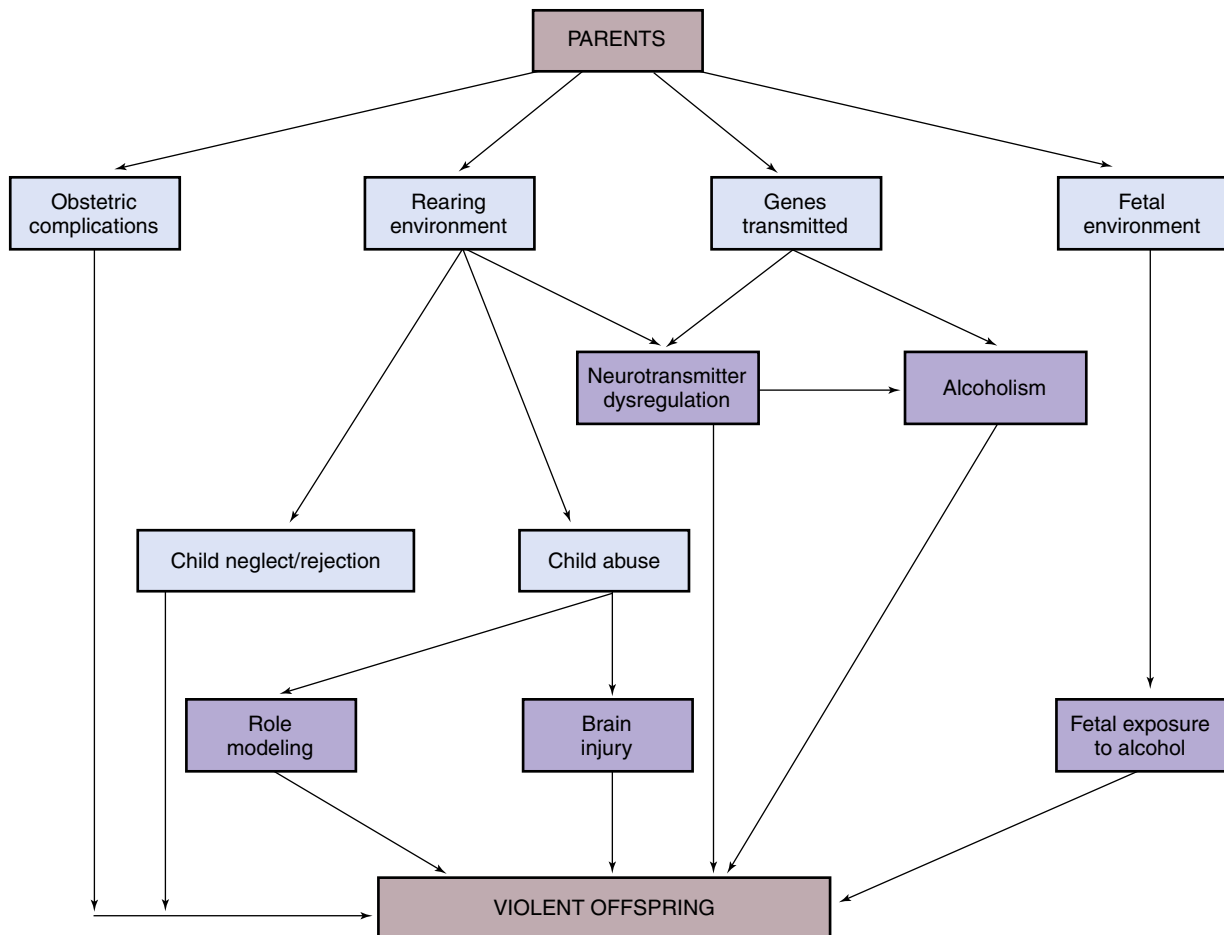 PARENTS
Obstetric
complications
Rearing
environment
Genes
transmitted
Fetal
environment
Neurotransmitter
dysregulation
Alcoholism
Child neglect/rejection
Child abuse
Role
modeling
Brain
injury
Fetal exposure
to alcohol
VIOLENT OFFSPRING